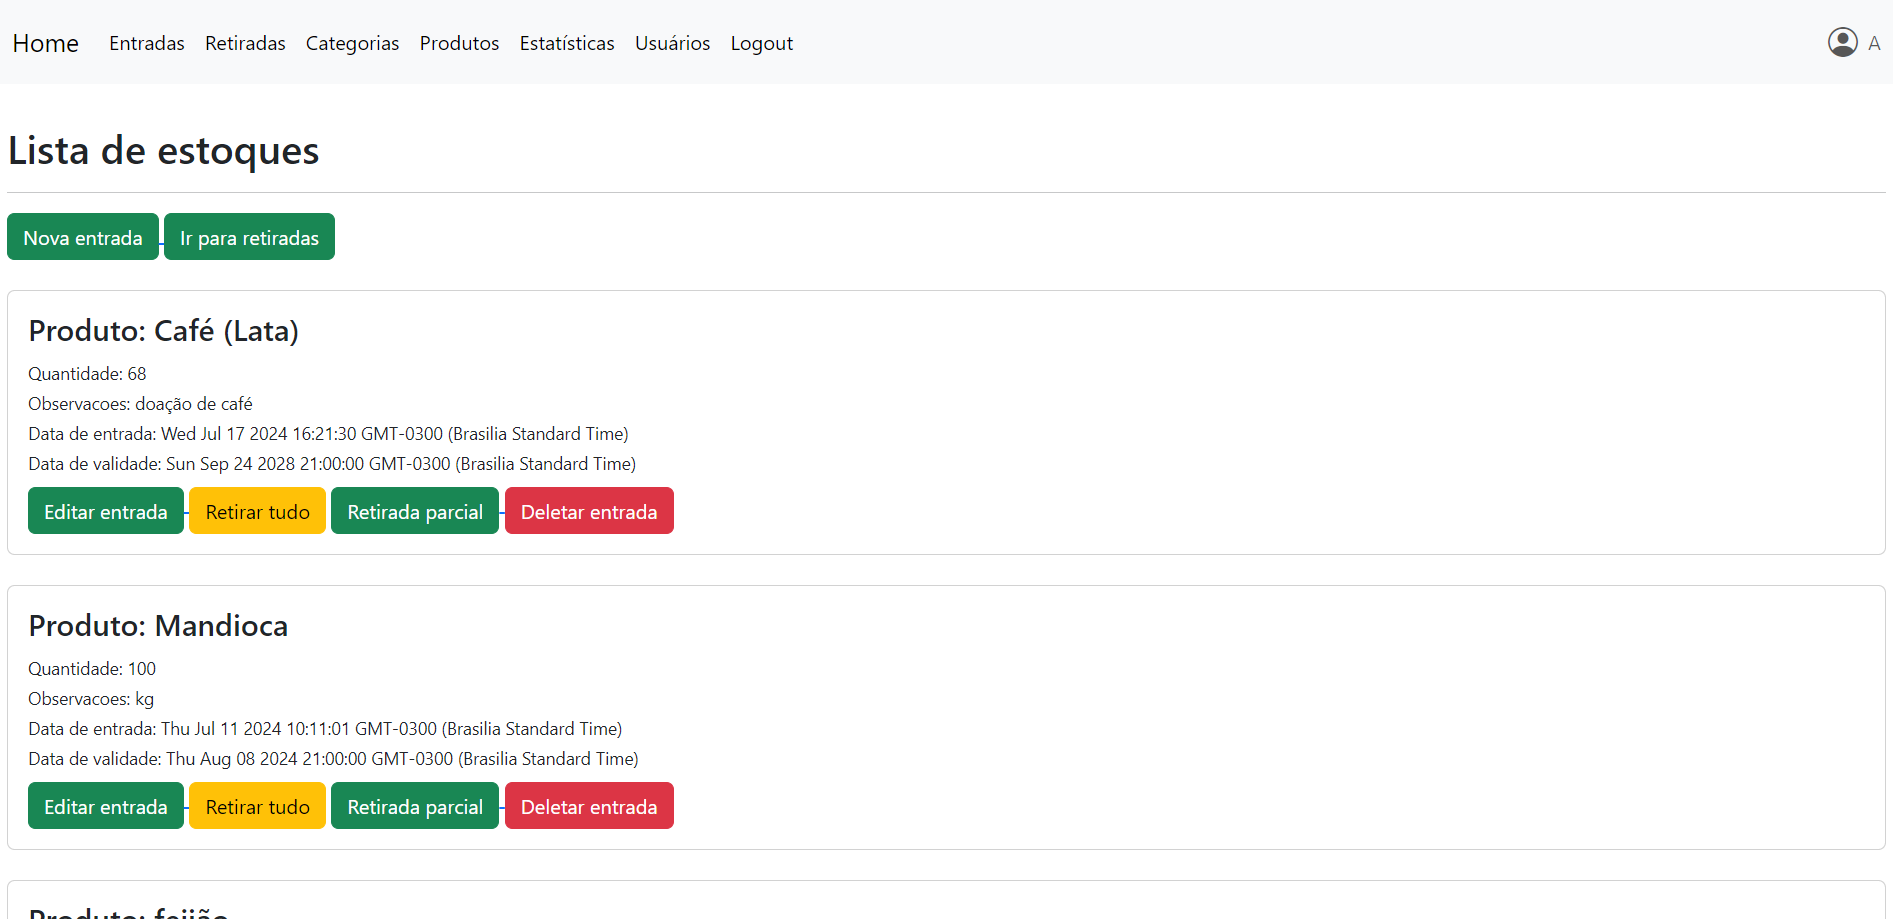 Home Entradas Retiradas Categorias Produtos Estatísticas Usuários Logout A
Lista de estoques
Nova entrada Ir para retiradas
Produto: Café (Lata)
Quantidade: 68
Observacoes: doação de café
Data de entrada: Wed Jul 17 2024 16:21:30 GMT-0300 (Brasilia Standard Time)
Data de validade: Sun Sep 24 2028 21:00:00 GMT-0300 (Brasilia Standard Time)
Editar entrada Retirar tudo Retirada parcial Deletar entrada
Produto: Mandioca
Quantidade: 100
Observacoes: kg
Data de entrada: Thu Jul 11 2024 10:11:01 GMT-0300 (Brasilia Standard Time)
Data de validade: Thu Aug 08 2024 21:00:00 GMT-0300 (Brasilia Standard Time)
Editar entrada Retirar tudo Retirada parcial Deletar entrada
Produto: feijão